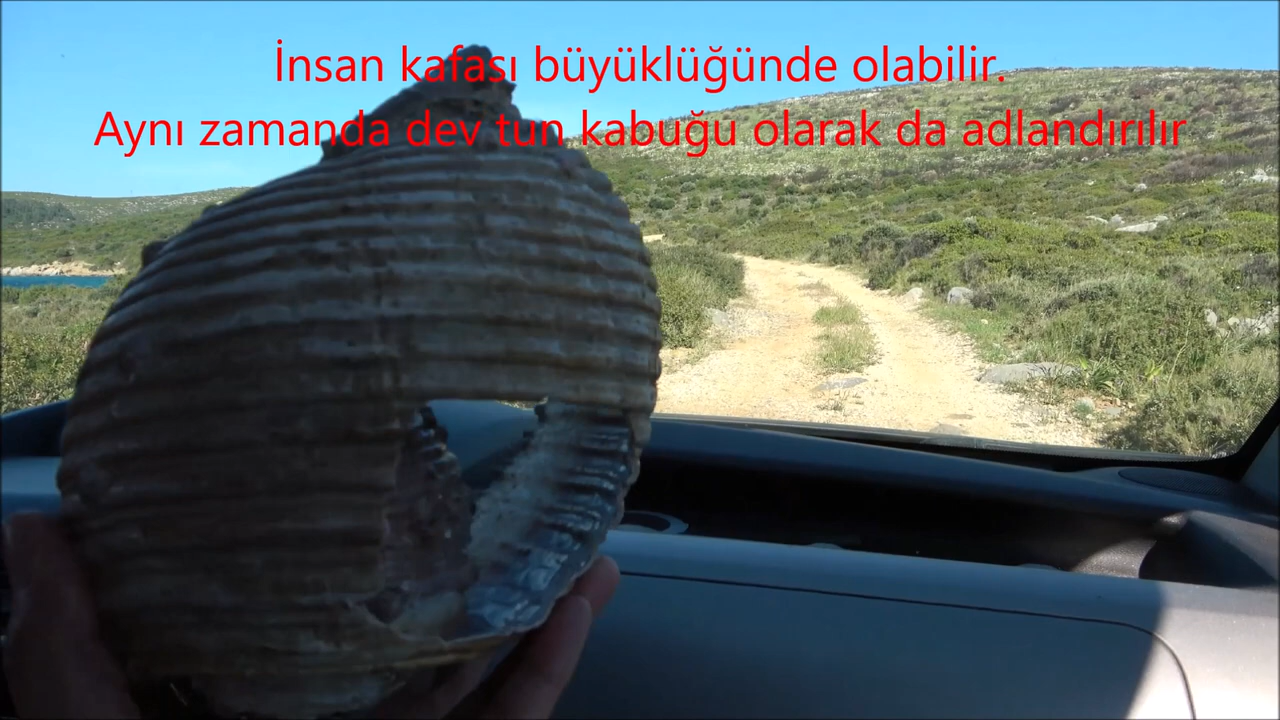 İnsan kafası büyüklüğünde olabilir.
Aynı zamanda dev tun kabuğu olarak da adlandırılır